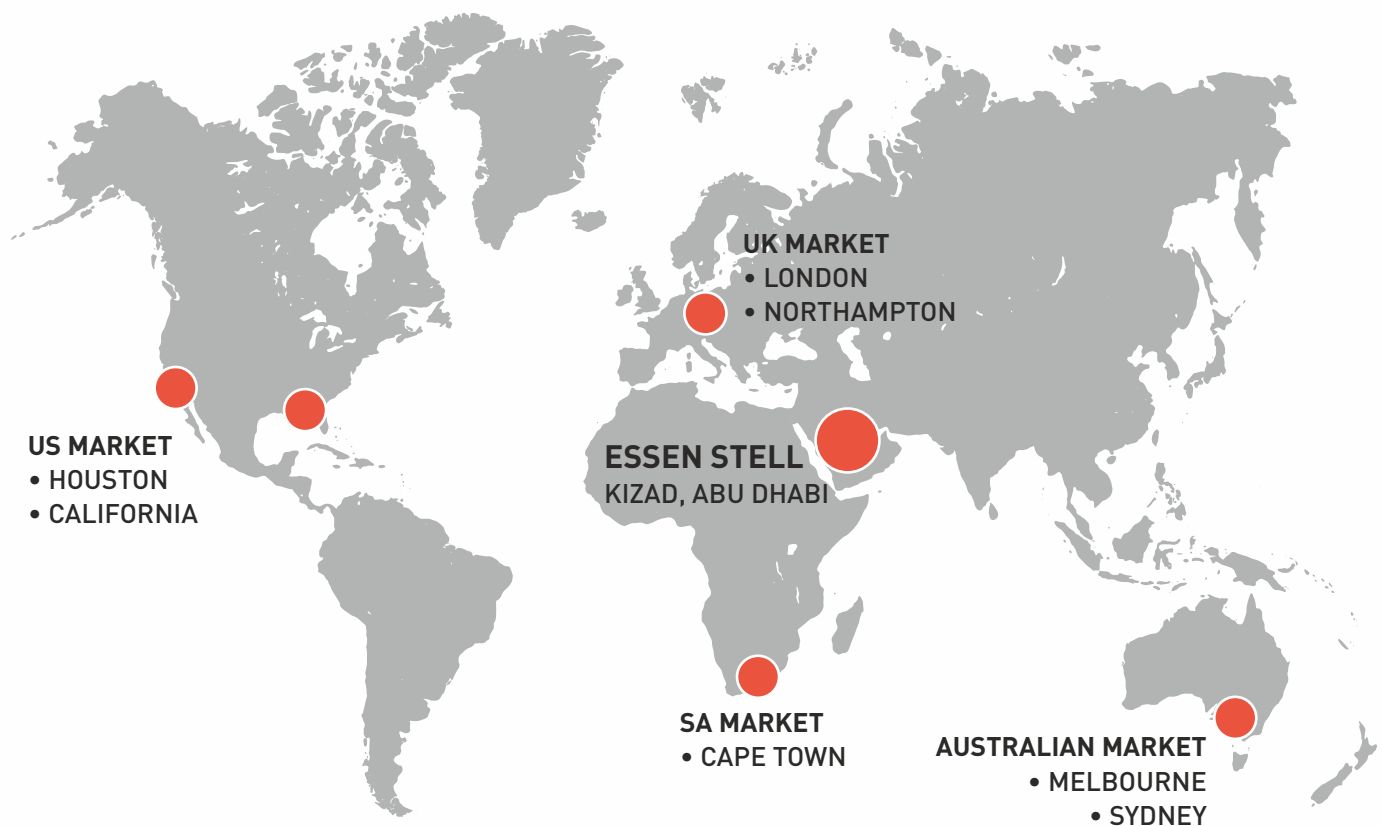 UK MARKET
• LONDON
• NORTHAMPTON
US MARKET
• HOUSTON
• CALIFORNIA
ESSEN STELL
KIZAD, ABU DHABI
SA MARKET
• CAPE TOWN
AUSTRALIAN MARKET
• MELBOURNE
• SYDNEY